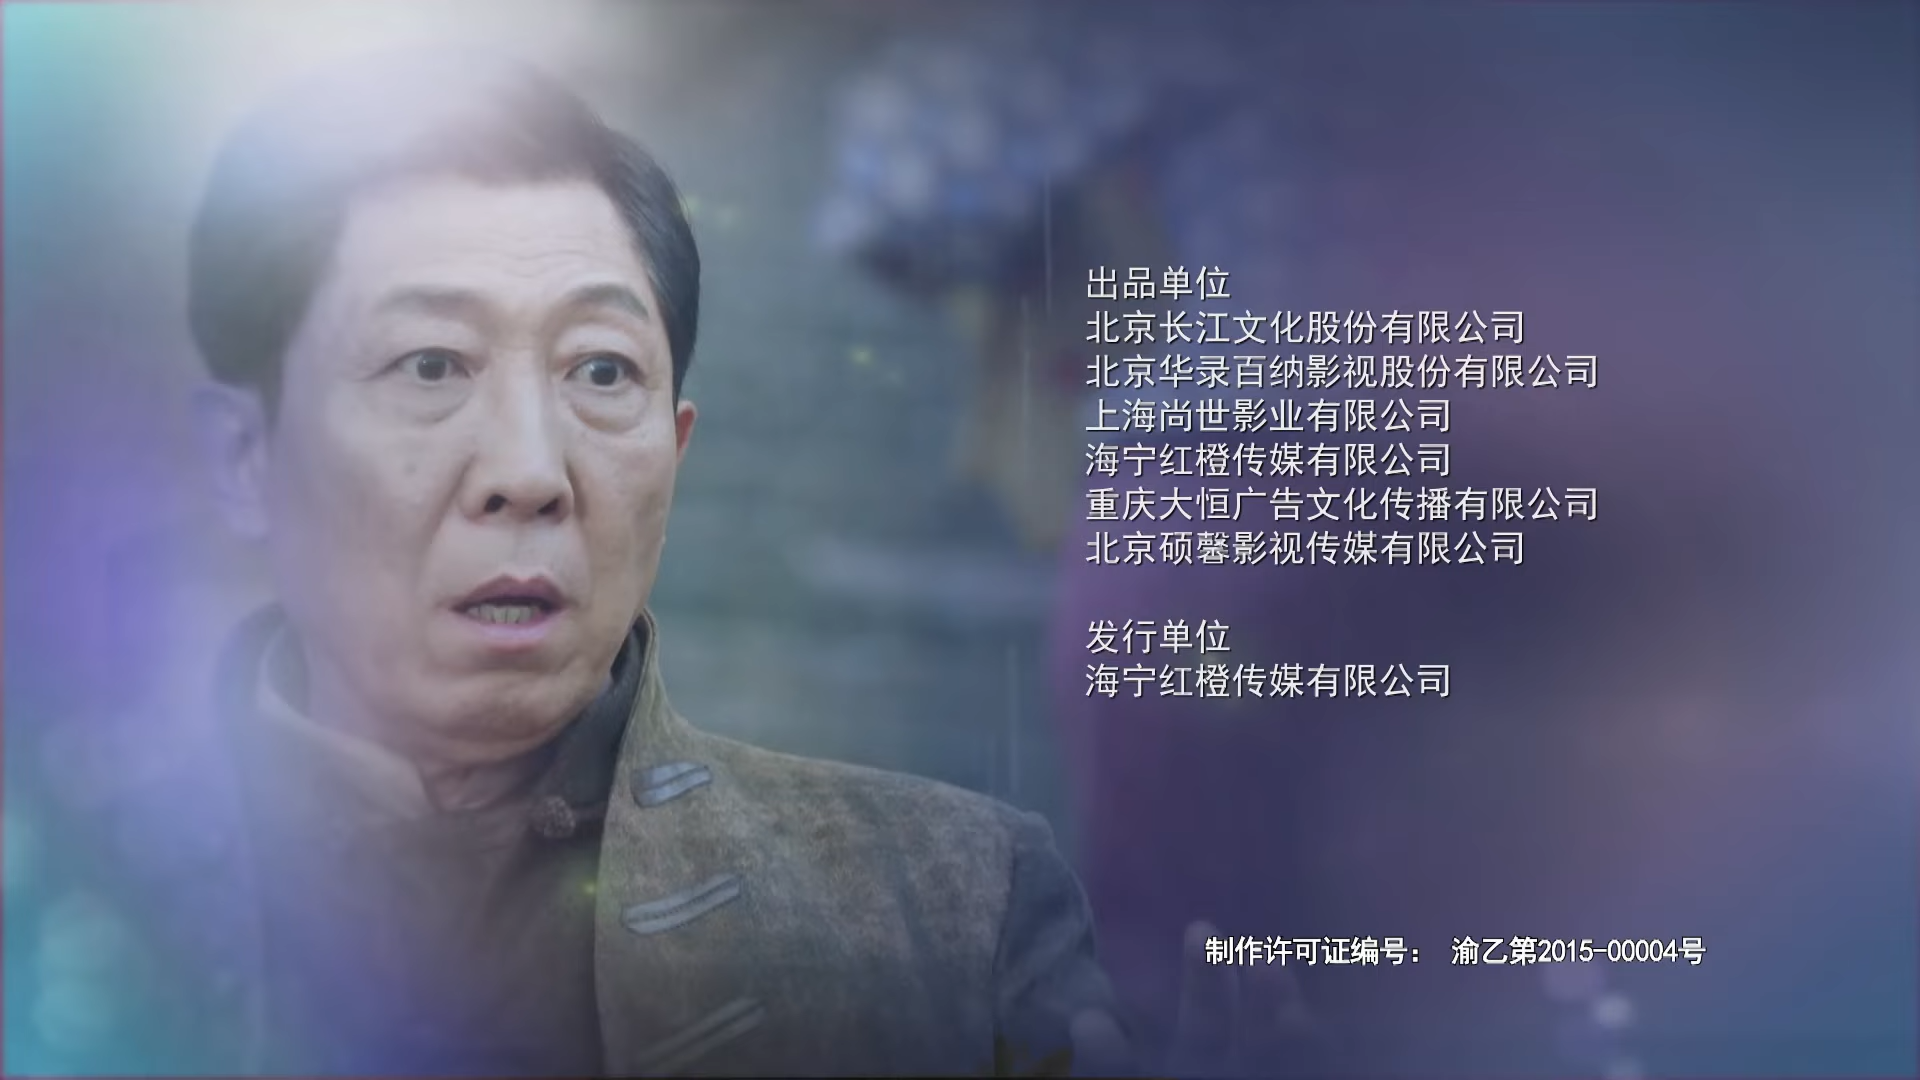 出品单位
北京长江文化股份有限公司
北京华录百纳影视股份有限公司
上海尚世影业有限公司
海宁红橙传媒有限公司
重庆大恒广告文化传播有限公司
北京硕馨影视传媒有限公司
发行单位
海宁红橙传媒有限公司
制作许可证编号： 渝乙第2015-00004号